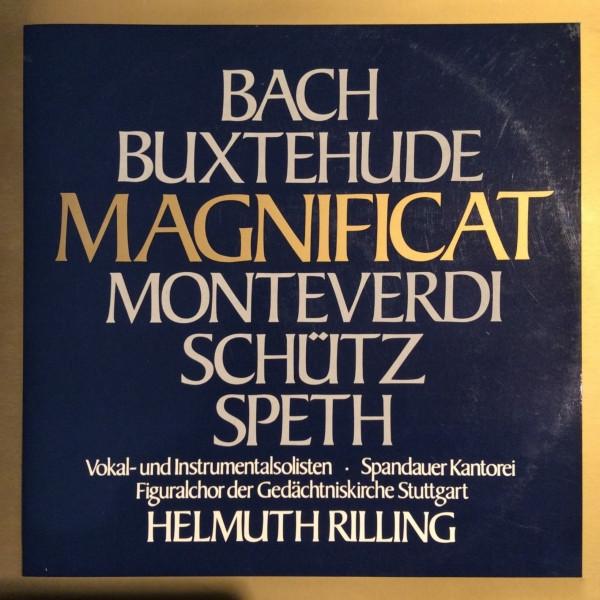 BACH
BUXTEHUDE
MAGNIFICAT
MONTEVERDI
SCHÜTZ
SPETH
Vokal- und Instrumentalsolisten · Spandauer Kantorei
Figuralchor der Gedächtniskirche Stuttgart
HELMUTH RILLING